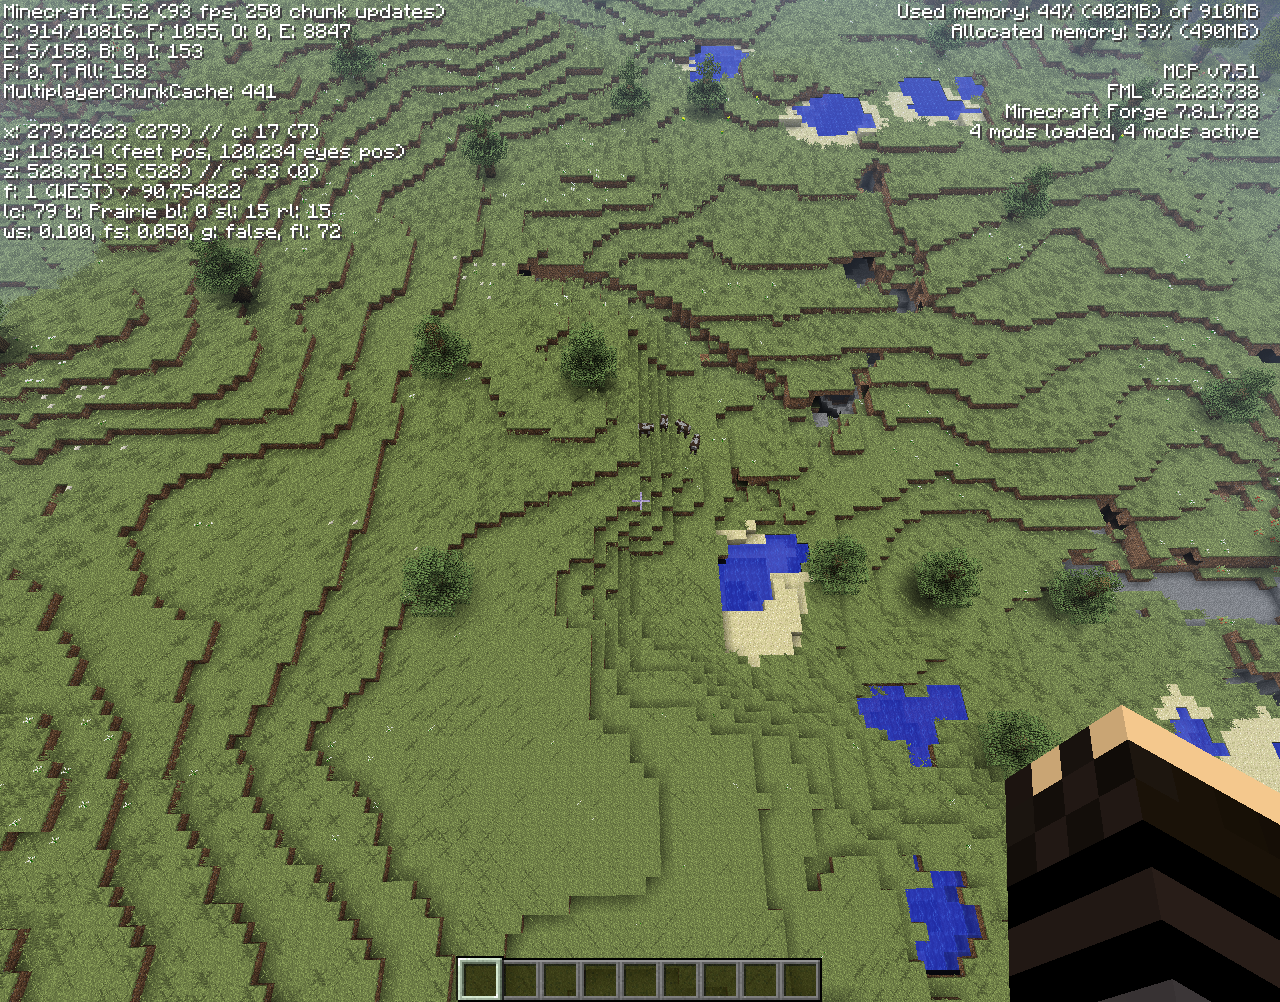 Minecraft 1.5.2 (93 fps, 250 chunk updates)
C: 914/10816. F: 1055, O: 0, E: 8847
E: 5/158. B: 0, I: 153
P: 0, T: All: 158
MultiplayerChunkCache: 441
x: 279.72623 (279) // c: 17 (7)
y: 118.614 (feet pos, 120.234 eyes pos)
z: 528.37135 (528) // c: 33 (0)
f: 1 (WEST) / 90.754822
lc: 79 b: Prairie bl: 0 sl: 15 rl: 15
ws: 0.100, fs: 0.050, g: false, fl: 72
Used memory: 44% (402MB) of 910MB
Allocated memory: 53% (490MB)
MCP v7.51
FML v5.2.23.738
Minecraft Forge 7.8.1.738
4 mods loaded, 4 mods active